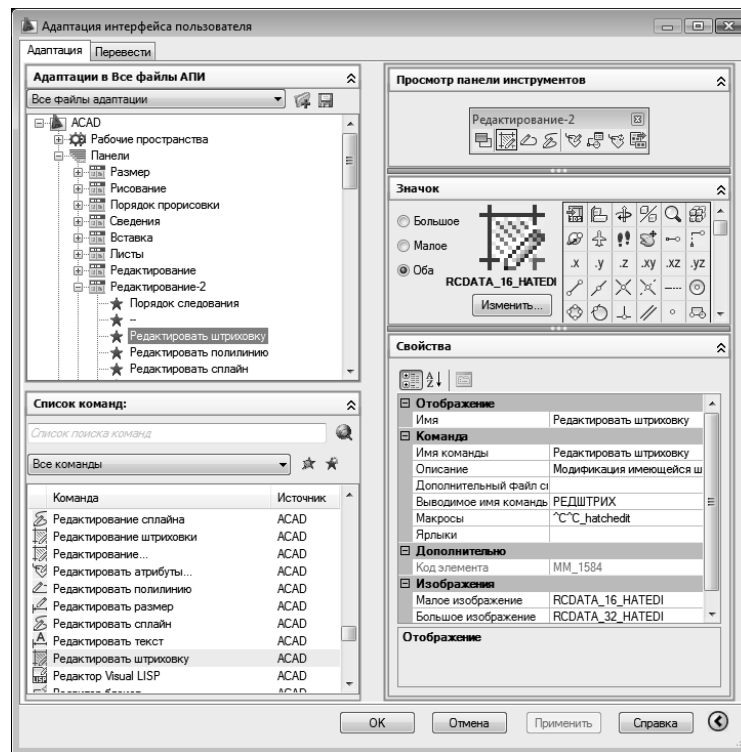 Адаптация интерфейса пользователя
Адаптация
Перевести
Адаптации в Все файлы АПИ
Все файлы адаптации
ACAD
Рабочие пространства
Панели
Размер
Рисование
Порядок прорисовки
Сведения
Вставка
Листы
Редактирование
Редактирование-2
Порядок следования
--
Редактировать штриховку
Редактировать полилинию
Редактировать сплайн
Список команд:
Список поиска команд
Все команды
Команда Источник
Редактирование сплайна ACAD
Редактирование штриховки ACAD
Редактирование... ACAD
Редактировать атрибуты... ACAD
Редактировать полилинию ACAD
Редактировать размер ACAD
Редактировать сплайн ACAD
Редактировать текст ACAD
Редактировать штриховку ACAD
Редактор Visual LISP ACAD
Просмотр панели инструментов
Редактирование-2
Значок
Большое
Малое
Оба
RCDATA_16_HATEDI
Изменить...
.x .y .z .xy .xz .yz
Свойства
Отображение
Имя Редактировать штриховку
Команда
Имя команды Редактировать штриховку
Описание Модификация имеющейся ш
Дополнительный файл сп
Выводимое имя команды РЕДШТРИХ
Макросы ^C^C_hatchedit
Ярлыки
Дополнительно
Код элемента MM_1584
Изображения
Малое изображение RCDATA_16_HATEDI
Большое изображение RCDATA_32_HATEDI
Отображение
OK Отмена Применить Справка